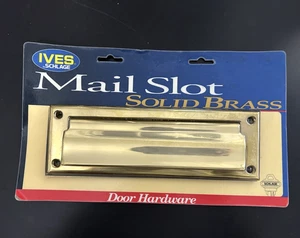 IVES
by SCHLAGE
Mail Slot
SOLID BRASS
Door Hardware